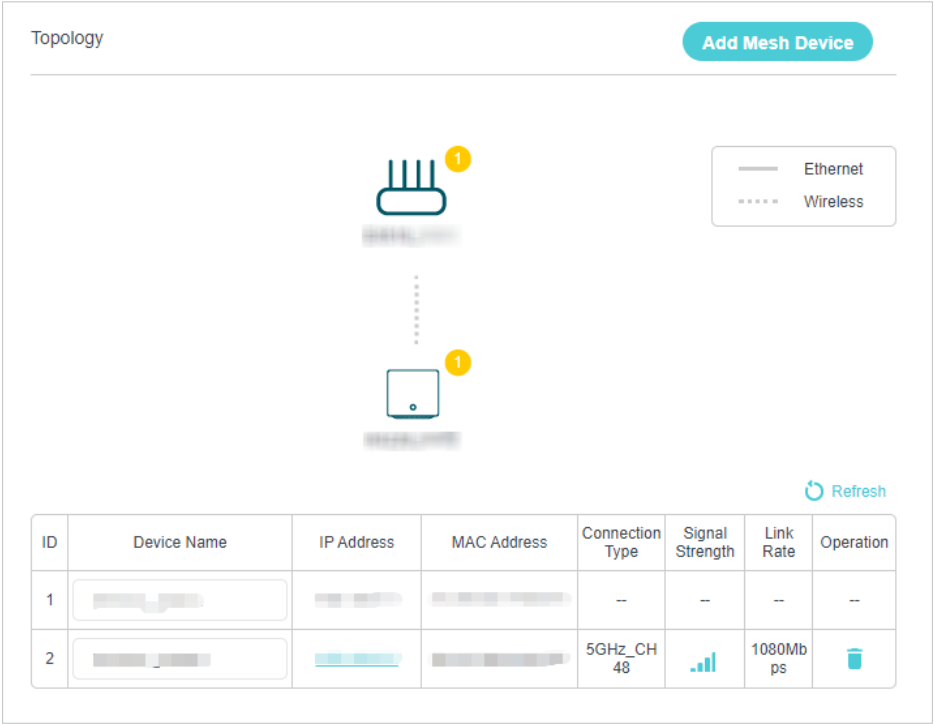 Topology
Add Mesh Device
1
Ethernet
Wireless
1
Refresh
ID
Device Name
IP Address
MAC Address
Connection
Type
Signal
Strength
Link
Rate
Operation
1
--
--
--
--
2
5GHz_CH
48
1080Mb
ps